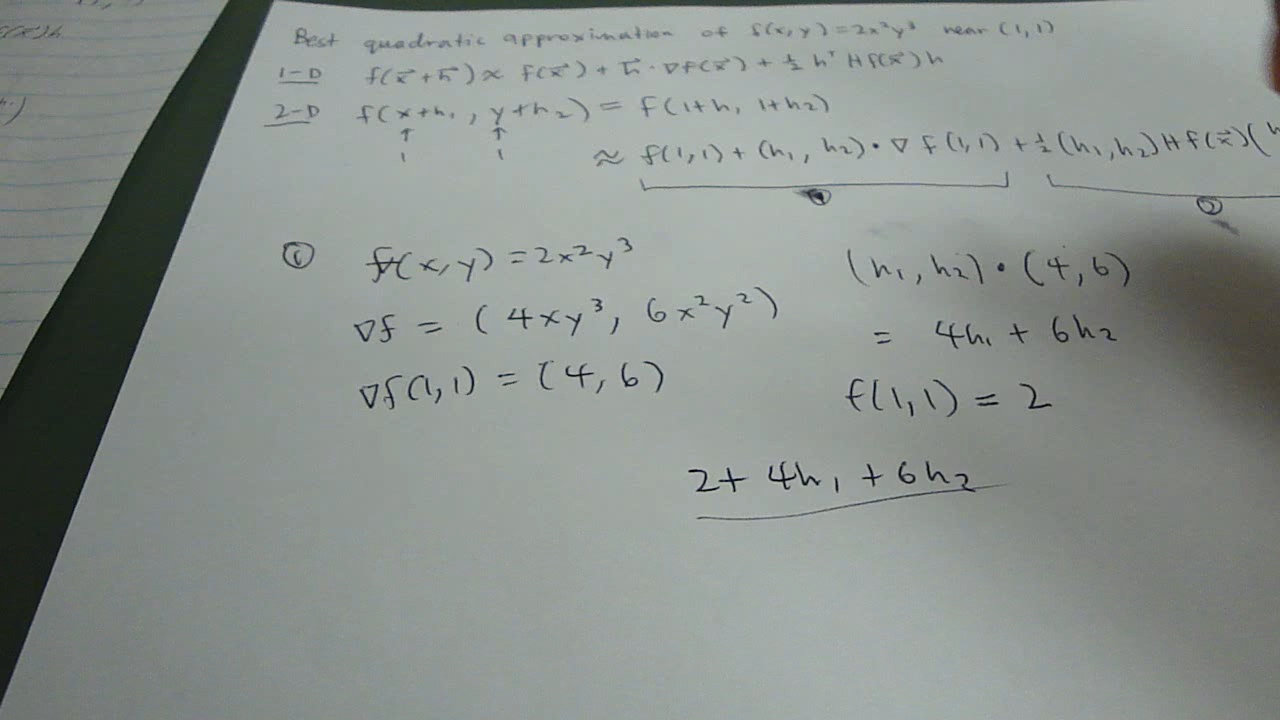 Best quadratic approximation of f(x,y)=2x²y³ near (1,1)
1-D f(x⃗+h⃗) ≈ f(x⃗) + h⃗·∇f(x⃗) + ½ hᵀ Hf(x⃗) h
2-D f(x+h₁, y+h₂) = f(1+h₁, 1+h₂)
↑ ↑
1 1
≈ f(1,1) + (h₁, h₂)·∇f(1,1) + ½(h₁,h₂)Hf(x⃗)(h
②
① f(x,y) = 2x²y³
∇f = (4xy³, 6x²y²)
∇f(1,1) = (4,6)
(h₁, h₂)·(4,6)
= 4h₁ + 6h₂
f(1,1) = 2
2+ 4h₁ + 6h₂